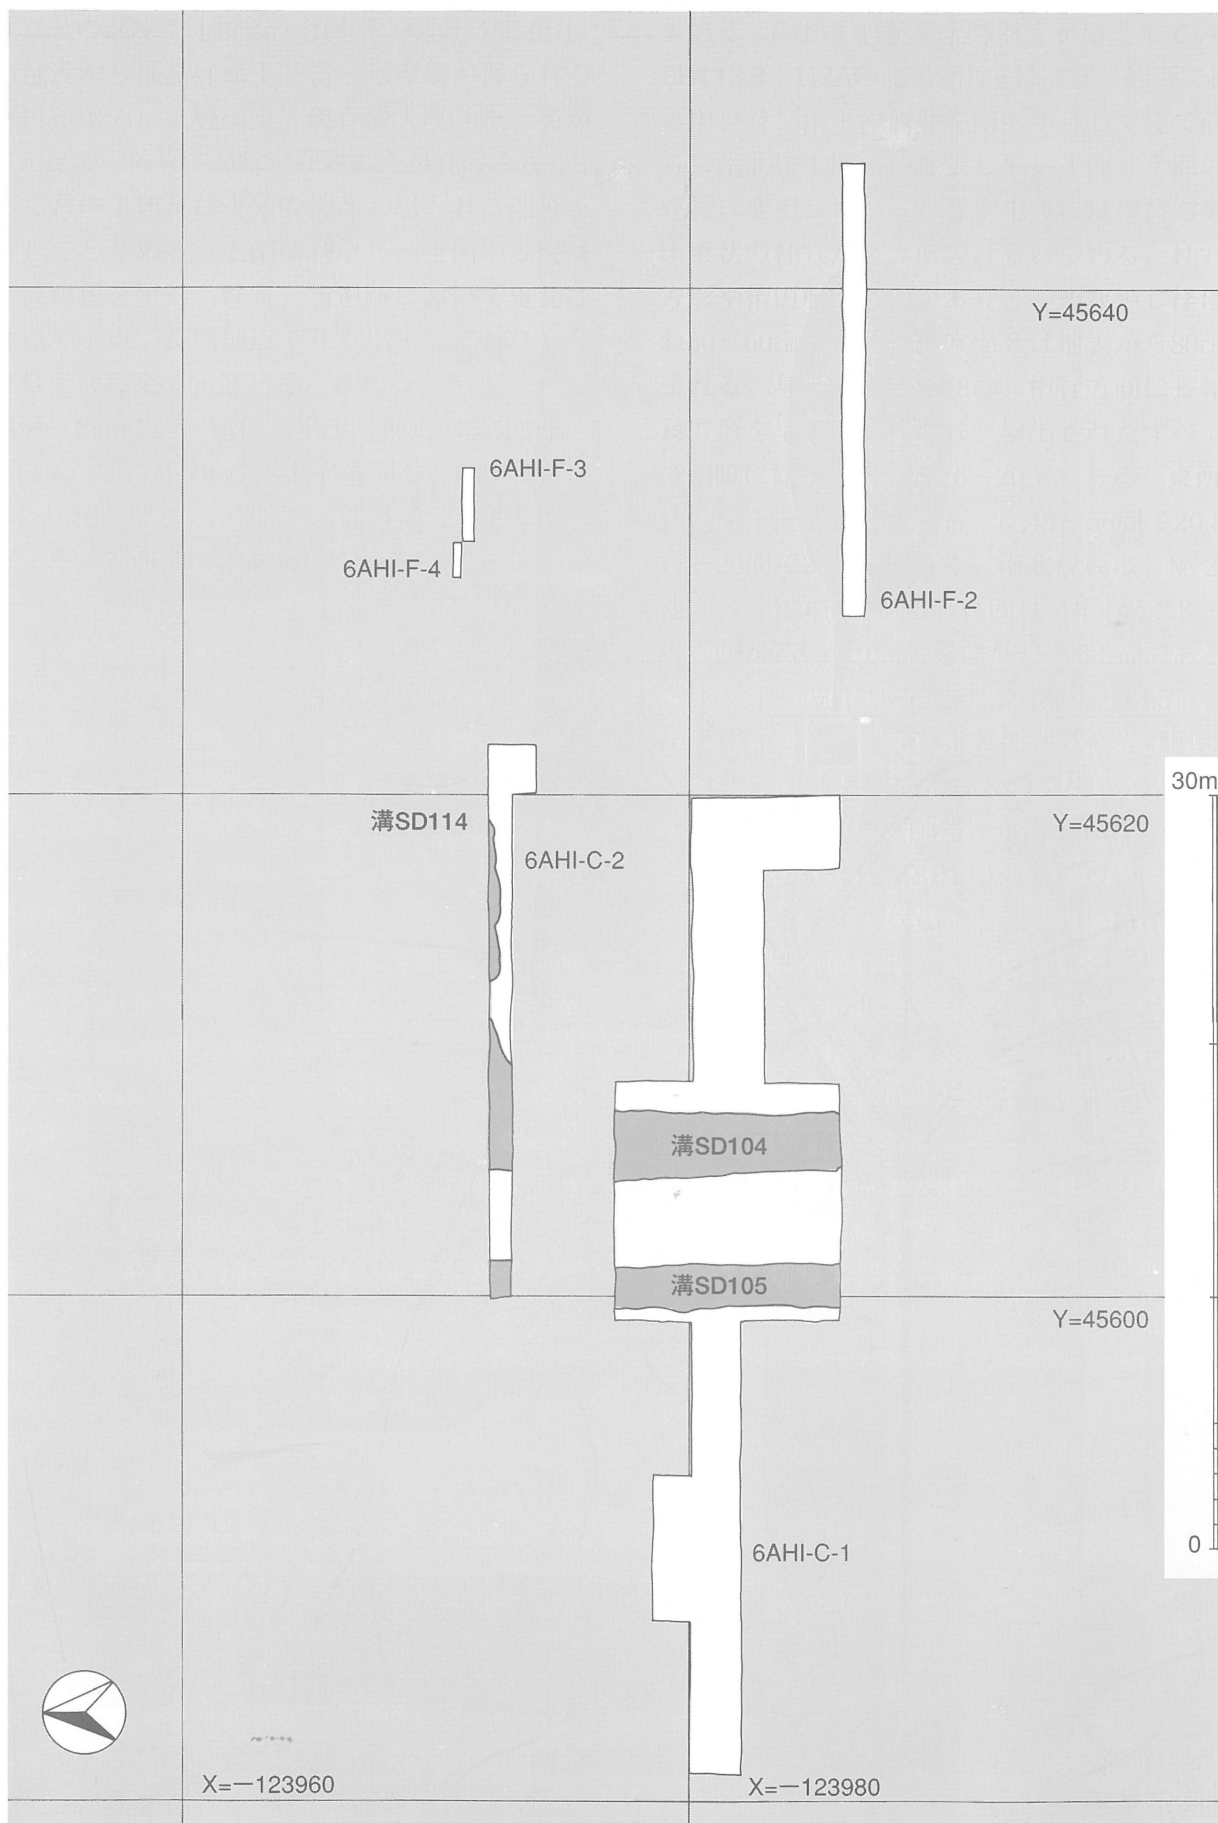 Y=45640
6AHI-F-3
6AHI-F-4
6AHI-F-2
30m
溝SD114
Y=45620
6AHI-C-2
溝SD104
溝SD105
Y=45600
6AHI-C-1
0
X=－123960
X=－123980